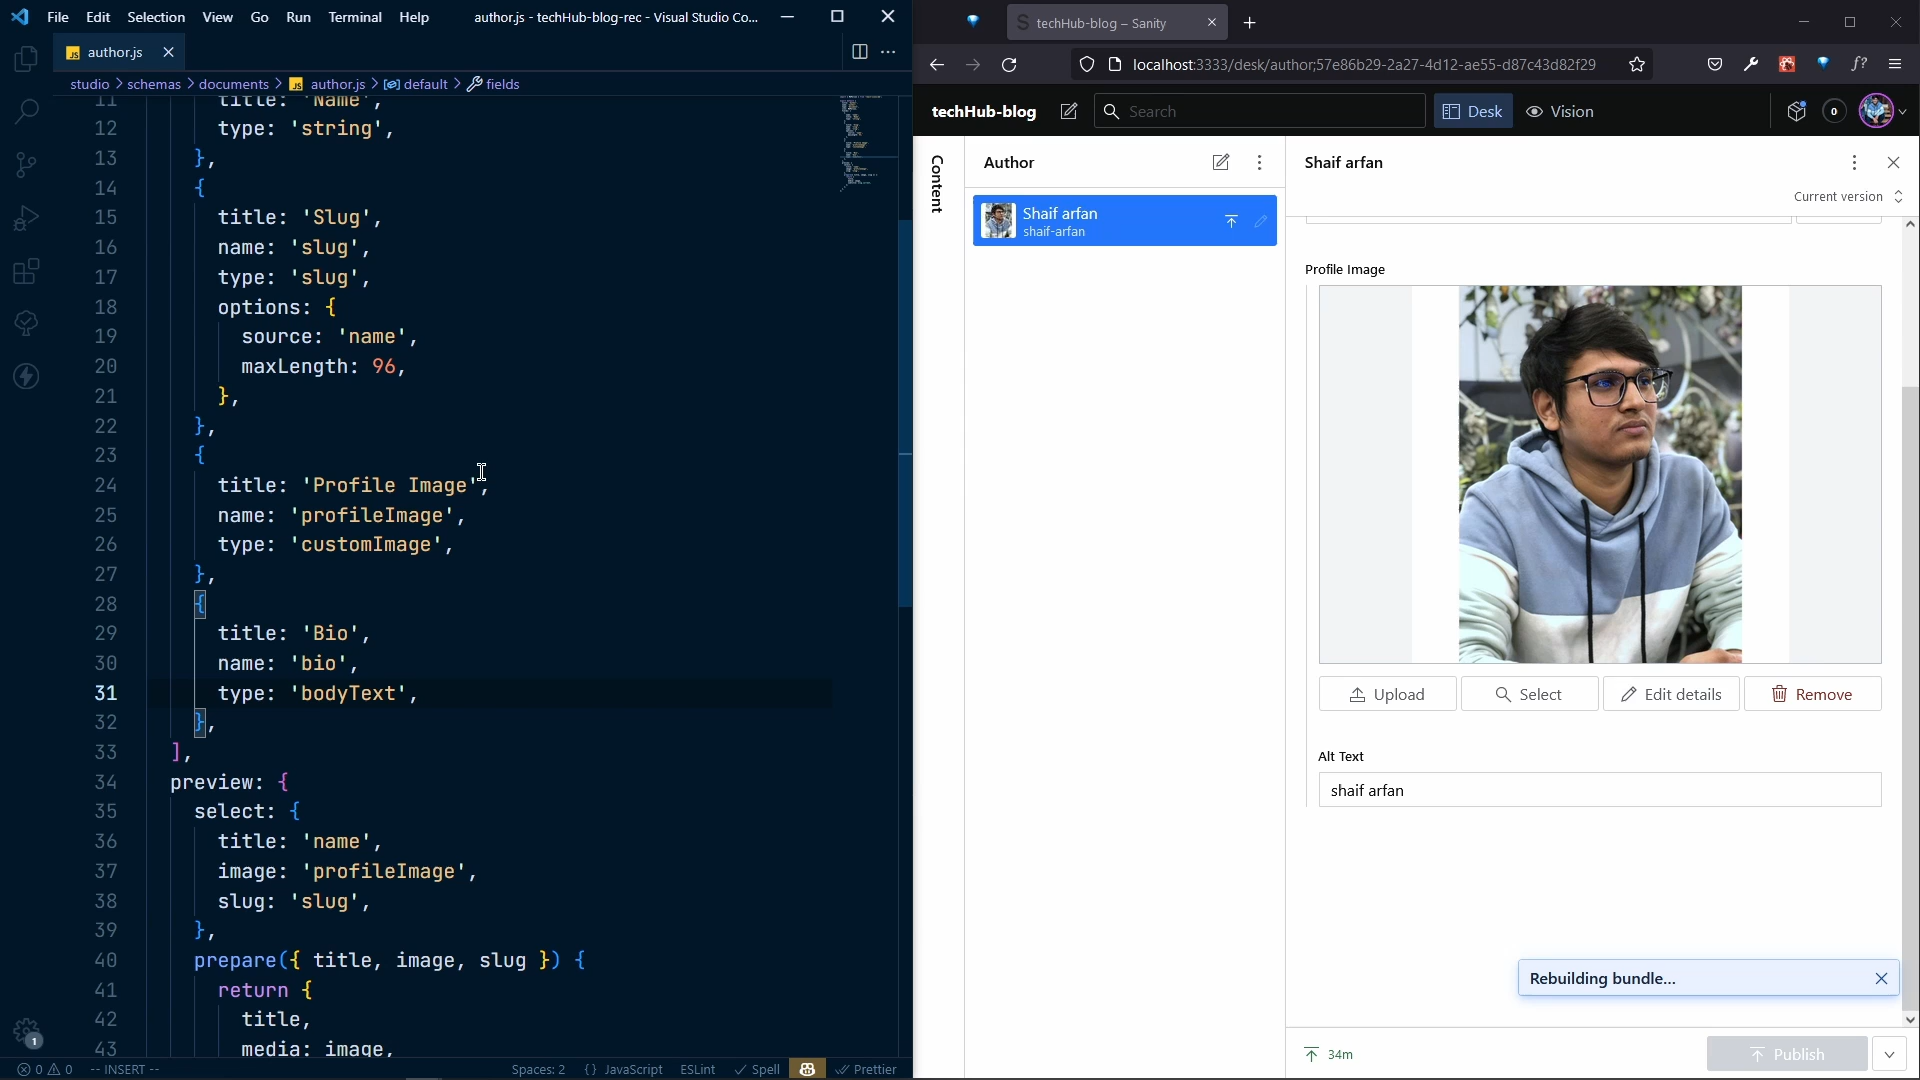 File Edit Selection View Go Run Terminal Help
author.js - techHub-blog-rec - Visual Studio Co...
JS author.js
studio > schemas > documents > JS author.js > default > fields
11 title: 'Name',
12 type: 'string',
13 },
14 {
15 title: 'Slug',
16 name: 'slug',
17 type: 'slug',
18 options: {
19 source: 'name',
20 maxLength: 96,
21 },
22 },
23 {
24 title: 'Profile Image',
25 name: 'profileImage',
26 type: 'customImage',
27 },
28 {
29 title: 'Bio',
30 name: 'bio',
31 type: 'bodyText',
32 },
33 ],
34 preview: {
35 select: {
36 title: 'name',
37 image: 'profileImage',
38 slug: 'slug',
39 },
40 prepare({ title, image, slug }) {
41 return {
42 title,
43 media: image,
1
0 0 -- INSERT --
Spaces: 2 {} JavaScript ESLint Spell Prettier
S techHub-blog – Sanity
localhost:3333/desk/author;57e86b29-2a27-4d12-ae55-d87c43d82f29
f?
techHub-blog
Search
Desk
Vision
0
Content
Author
Shaif arfan
shaif-arfan
Shaif arfan
Current version
Profile Image
Upload
Select
Edit details
Remove
Alt Text
shaif arfan
Rebuilding bundle...
34m
Publish